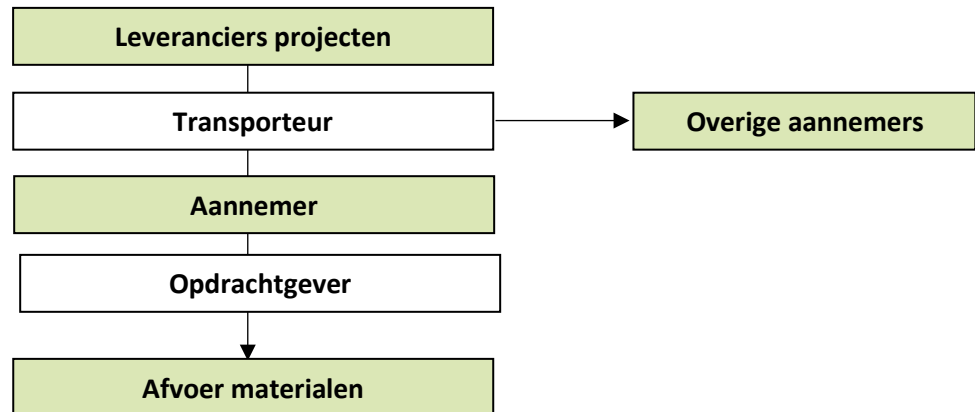 Leveranciers projecten
Transporteur
Overige aannemers
Aannemer
Opdrachtgever
Afvoer materialen